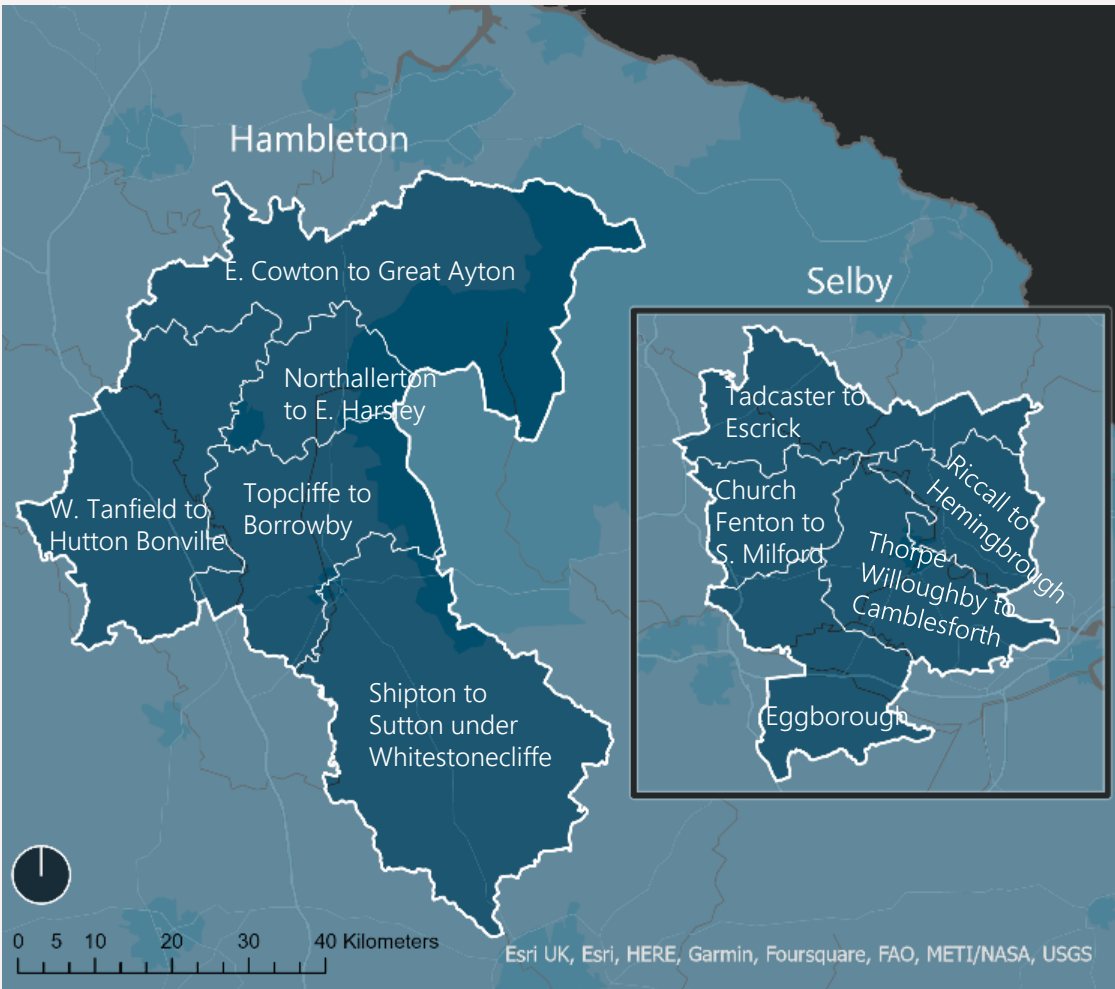 Hambleton
E. Cowton to Great Ayton
Selby
Northallerton
to E. Harsley
Tadcaster to
Escrick
W. Tanfield to
Hutton Bonville
Topcliffe to
Borrowby
Church
Fenton to
S. Milford
Riccall to
Hemingbrough
Thorpe
Willoughby to
Camblesforth
Shipton to
Sutton under
Whitestonecliffe
Eggborough
0 5 10 20 30 40 Kilometers
Esri UK, Esri, HERE, Garmin, Foursquare, FAO, METI/NASA, USGS